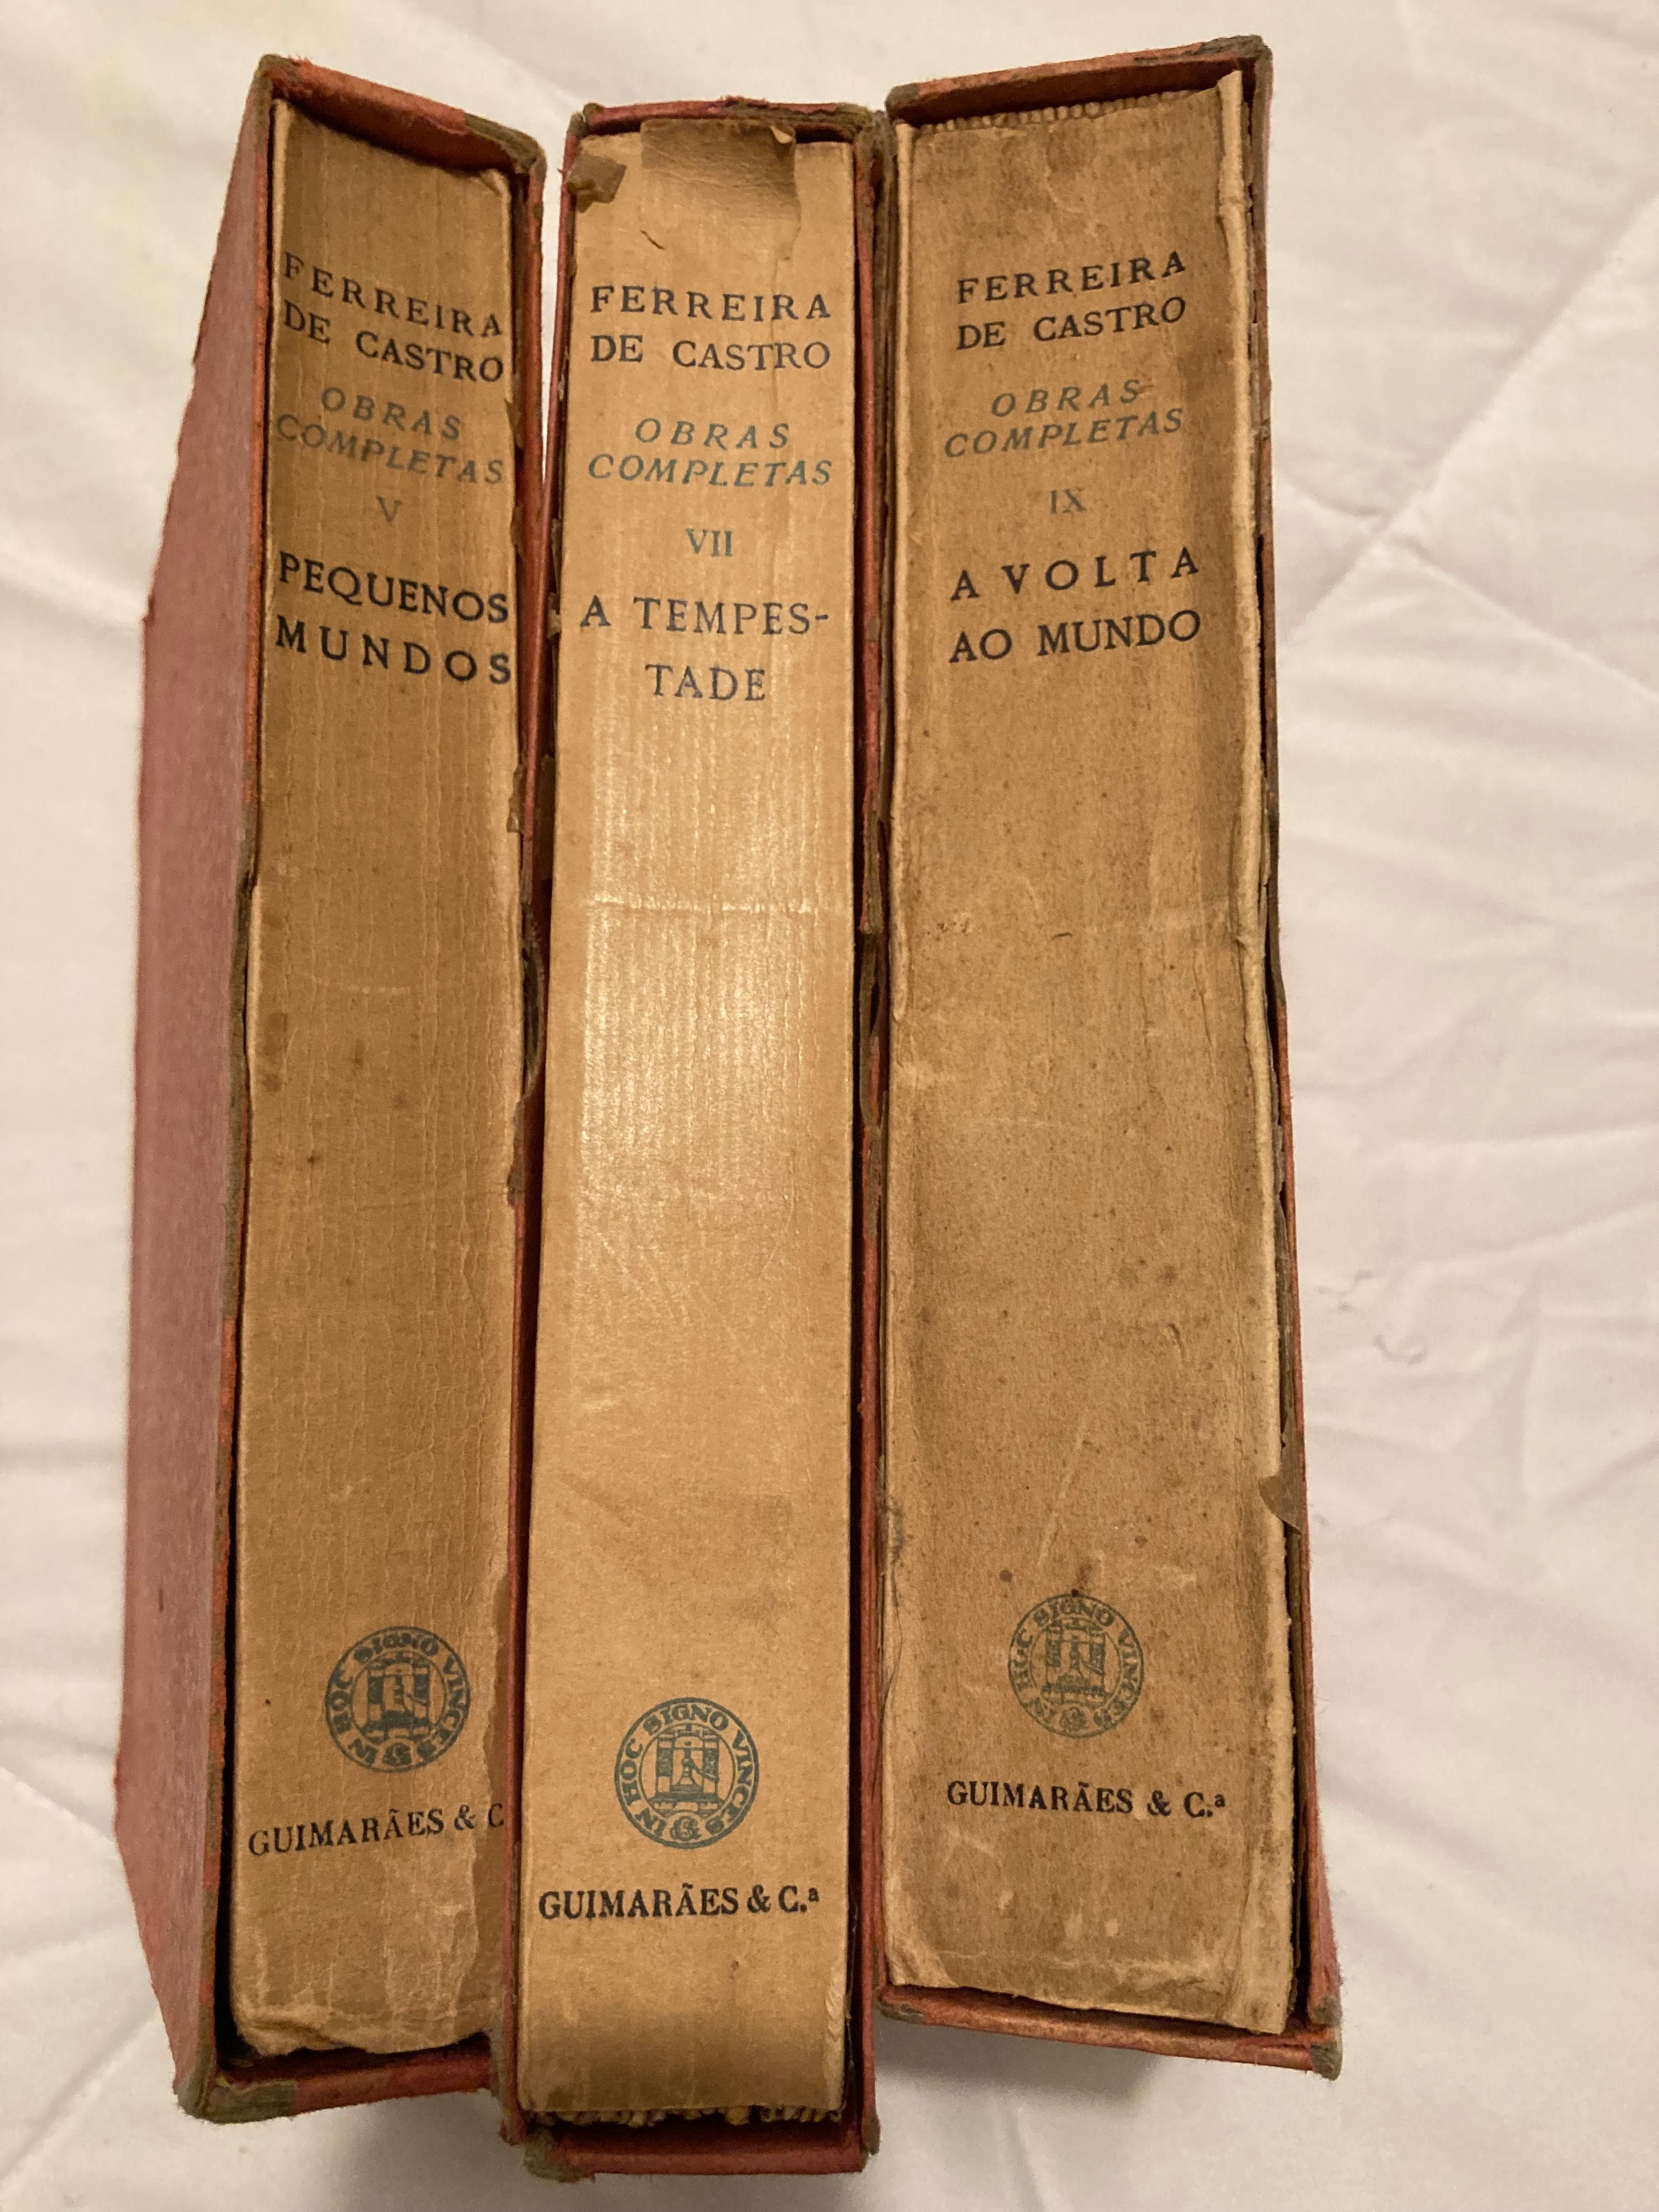 FERREIRA
DE CASTRO
OBRAS
COMPLETAS
V
PEQUENOS
MUNDOS
IN HOC SIGNO VINCES
GUIMARÃES & C
FERREIRA
DE CASTRO
OBRAS
COMPLETAS
VII
A TEMPES-
TADE
IN HOC SIGNO VINCES
GUIMARÃES & C.ª
FERREIRA
DE CASTRO
OBRAS
COMPLETAS
IX
A VOLTA
AO MUNDO
IN HOC SIGNO VINCES
GUIMARÃES & C.ª